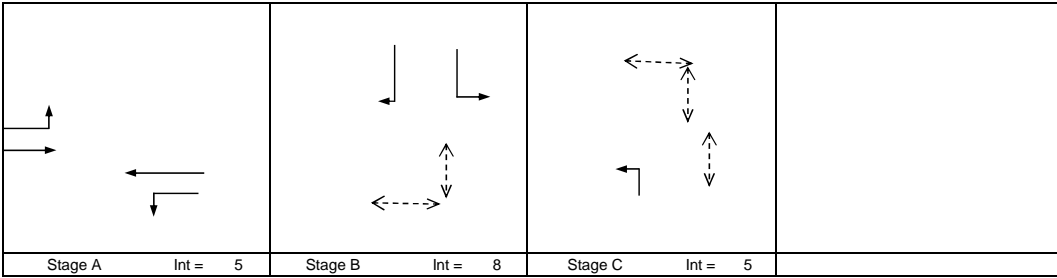 Stage A Int = 5 Stage B Int = 8 Stage C Int = 5